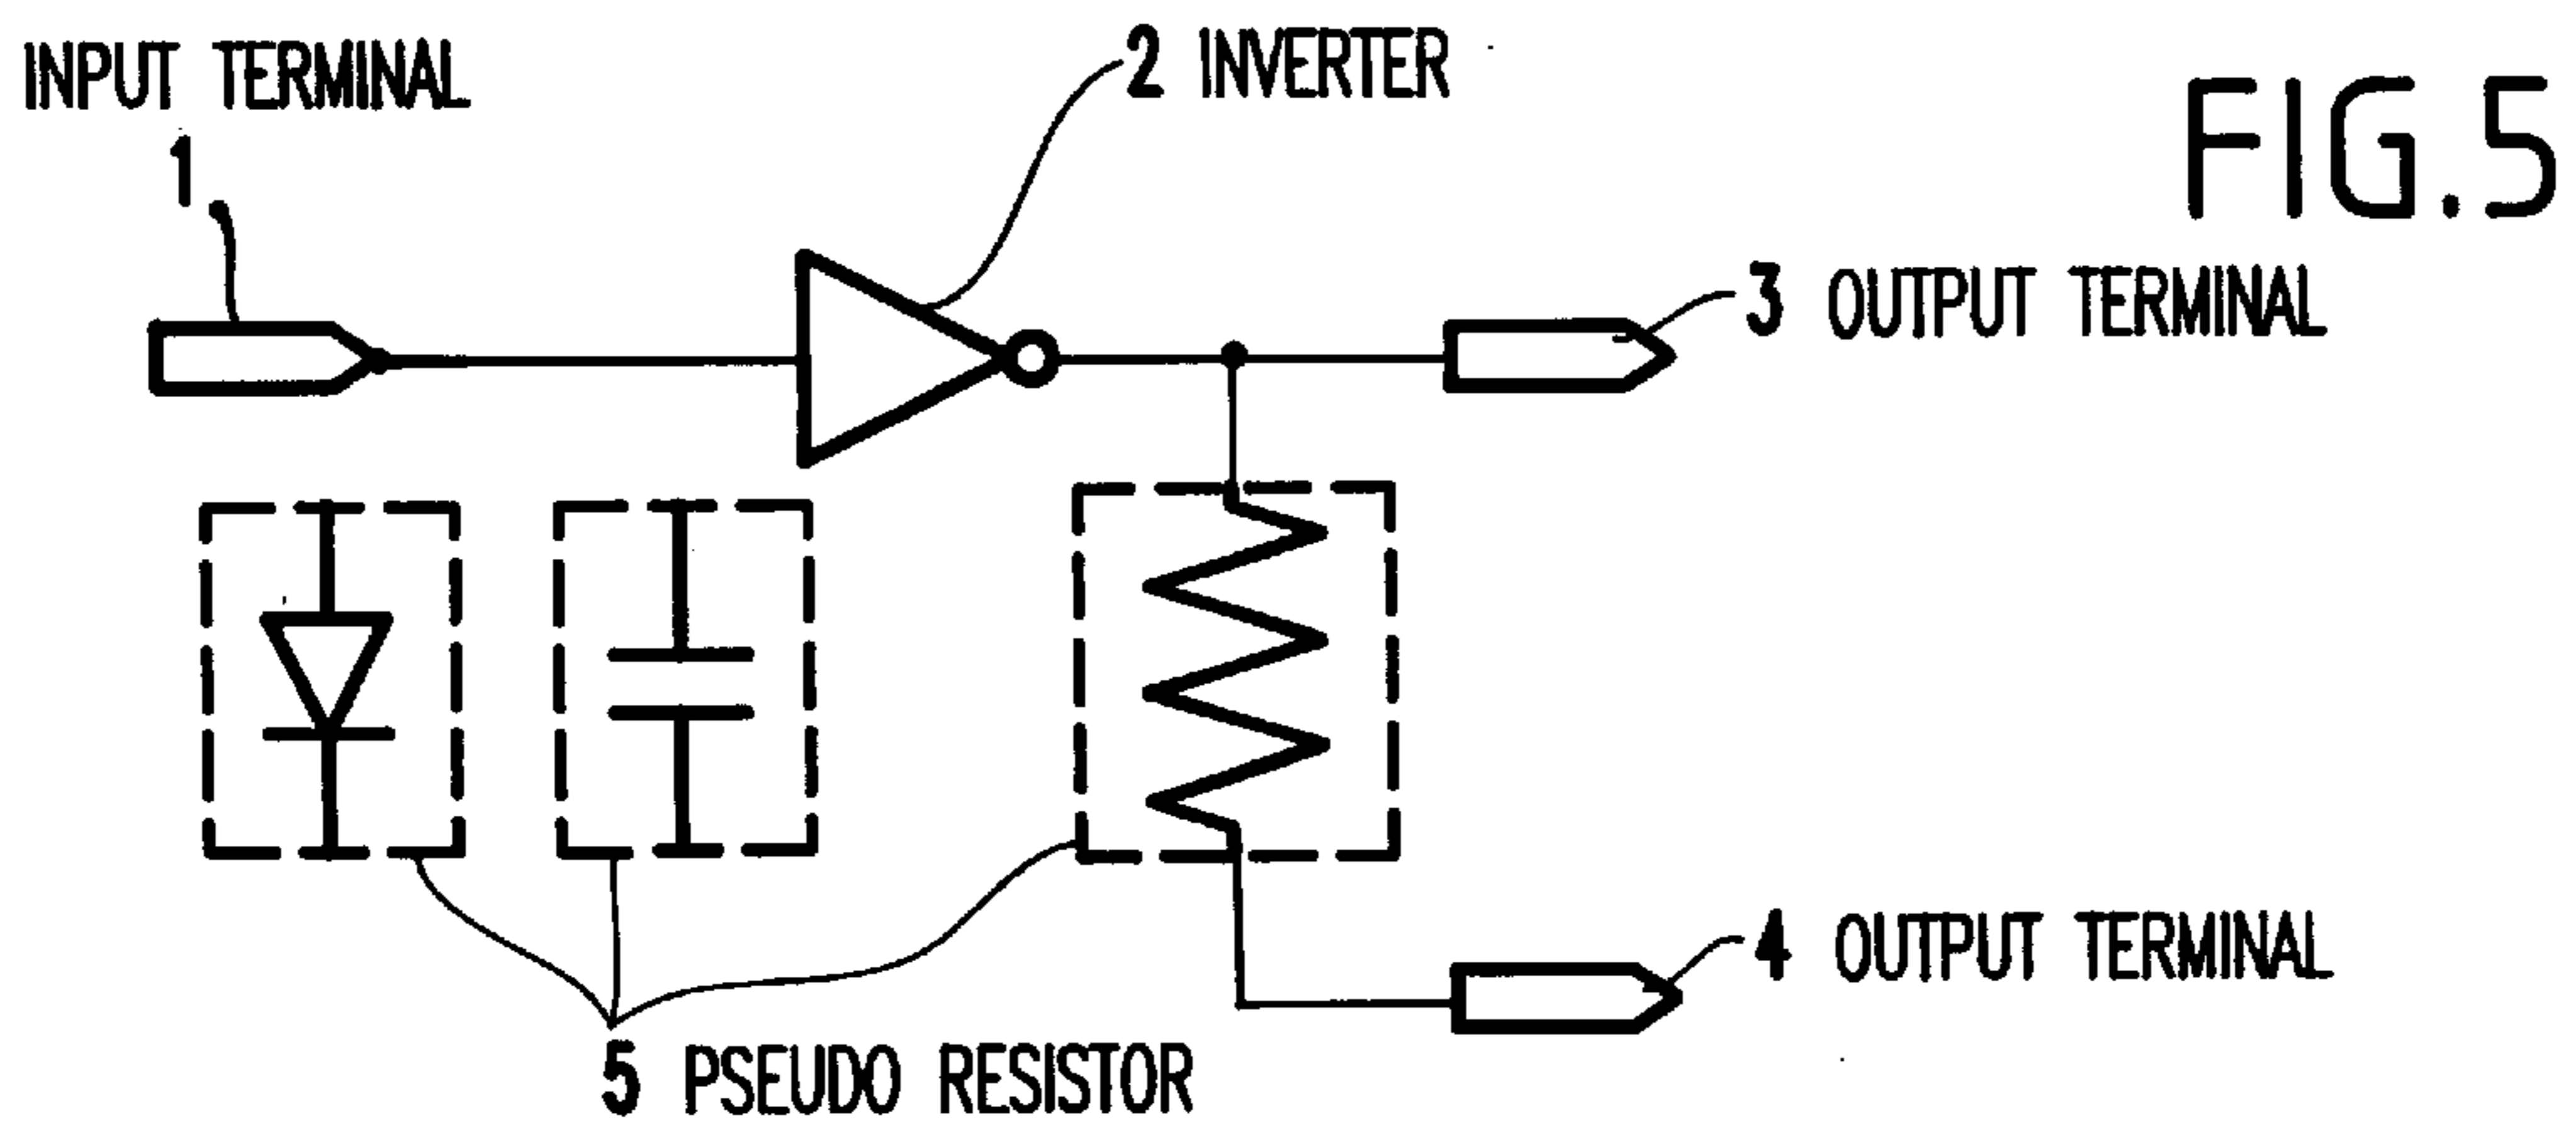 INPUT TERMINAL
1
2 INVERTER
FIG.5
3 OUTPUT TERMINAL
4 OUTPUT TERMINAL
5 PSEUDO RESISTOR